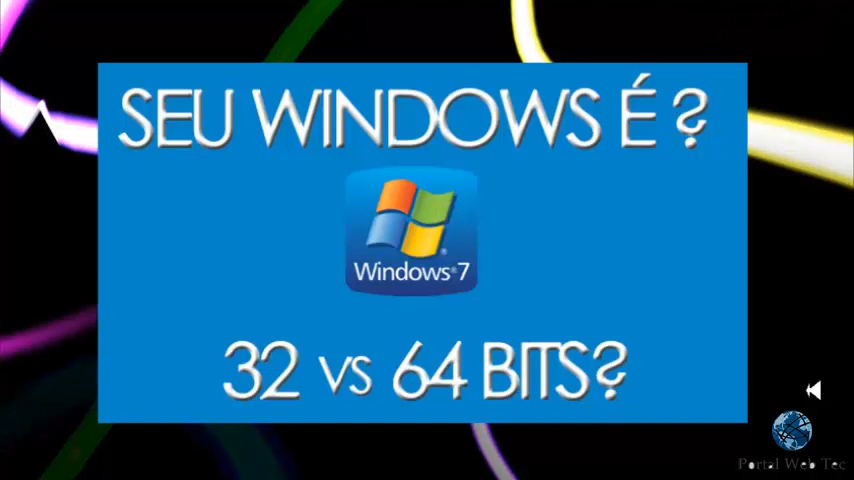 SEU WINDOWS É ?
Windows®7
32 vs 64 BITS?
Portal Web Tec